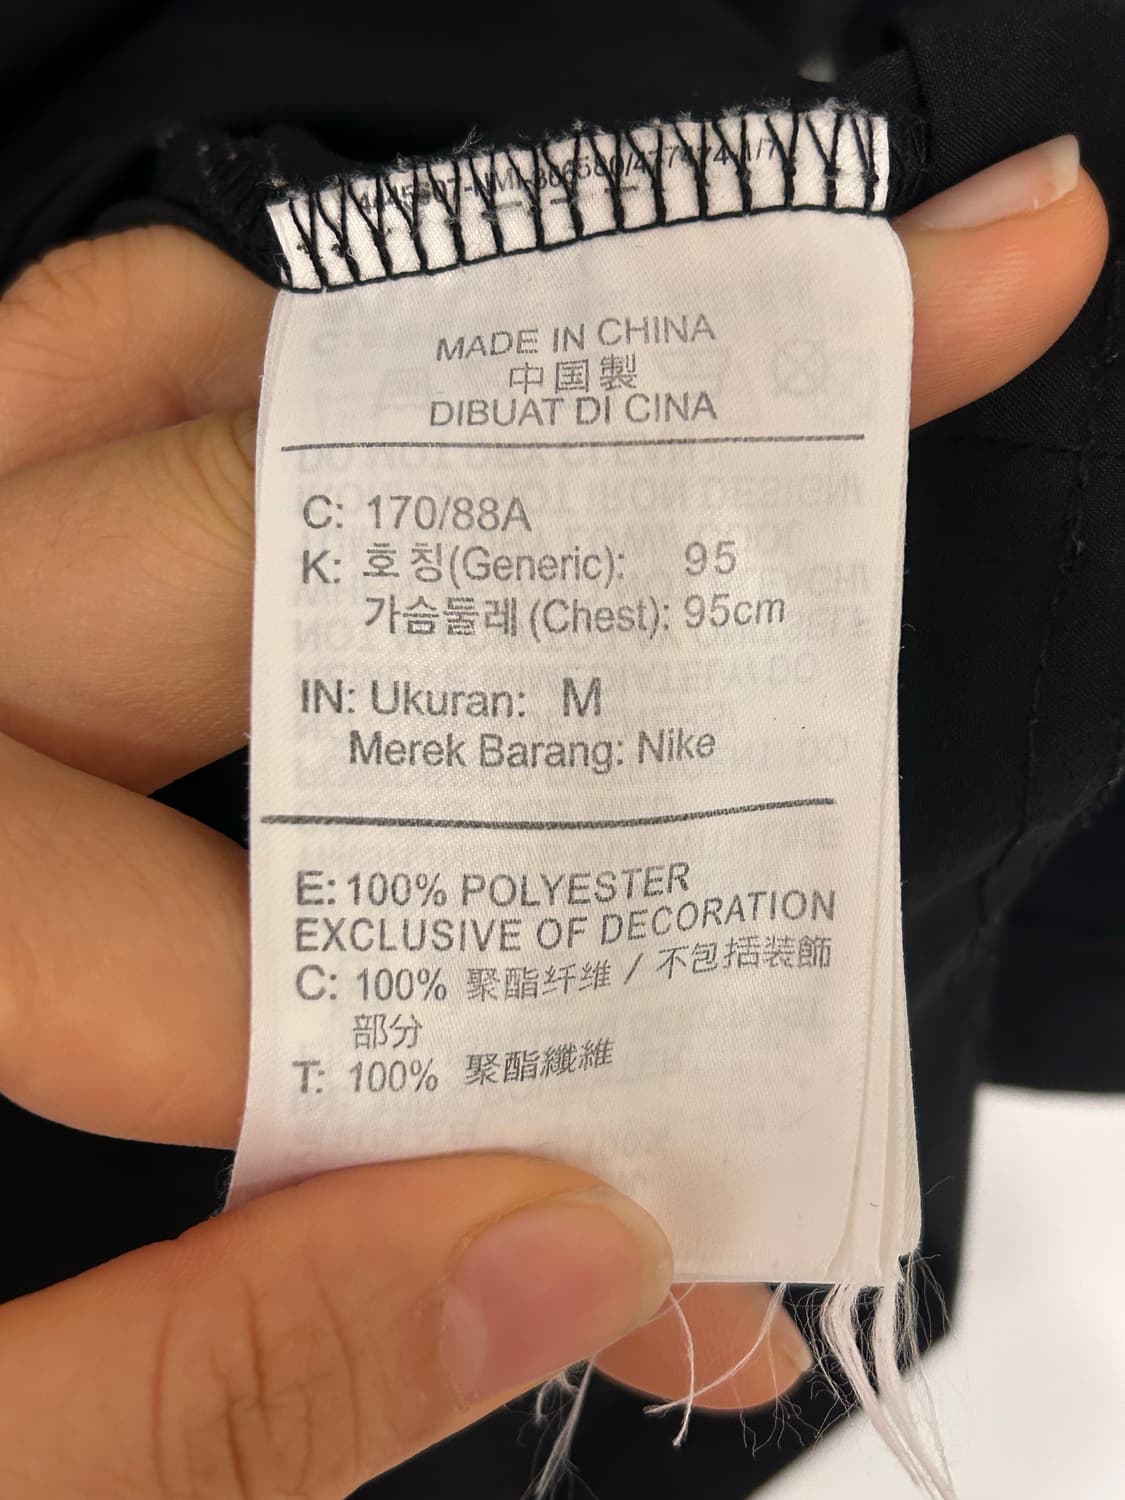 MADE IN CHINA
中国製
DIBUAT DI CINA
C: 170/88A
K: 호칭(Generic): 95
가슴둘레 (Chest): 95cm
IN: Ukuran: M
Merek Barang: Nike
E: 100% POLYESTER
EXCLUSIVE OF DECORATION
C: 100% 聚酯纤维 / 不包括装飾
部分
T: 100% 聚酯纖維